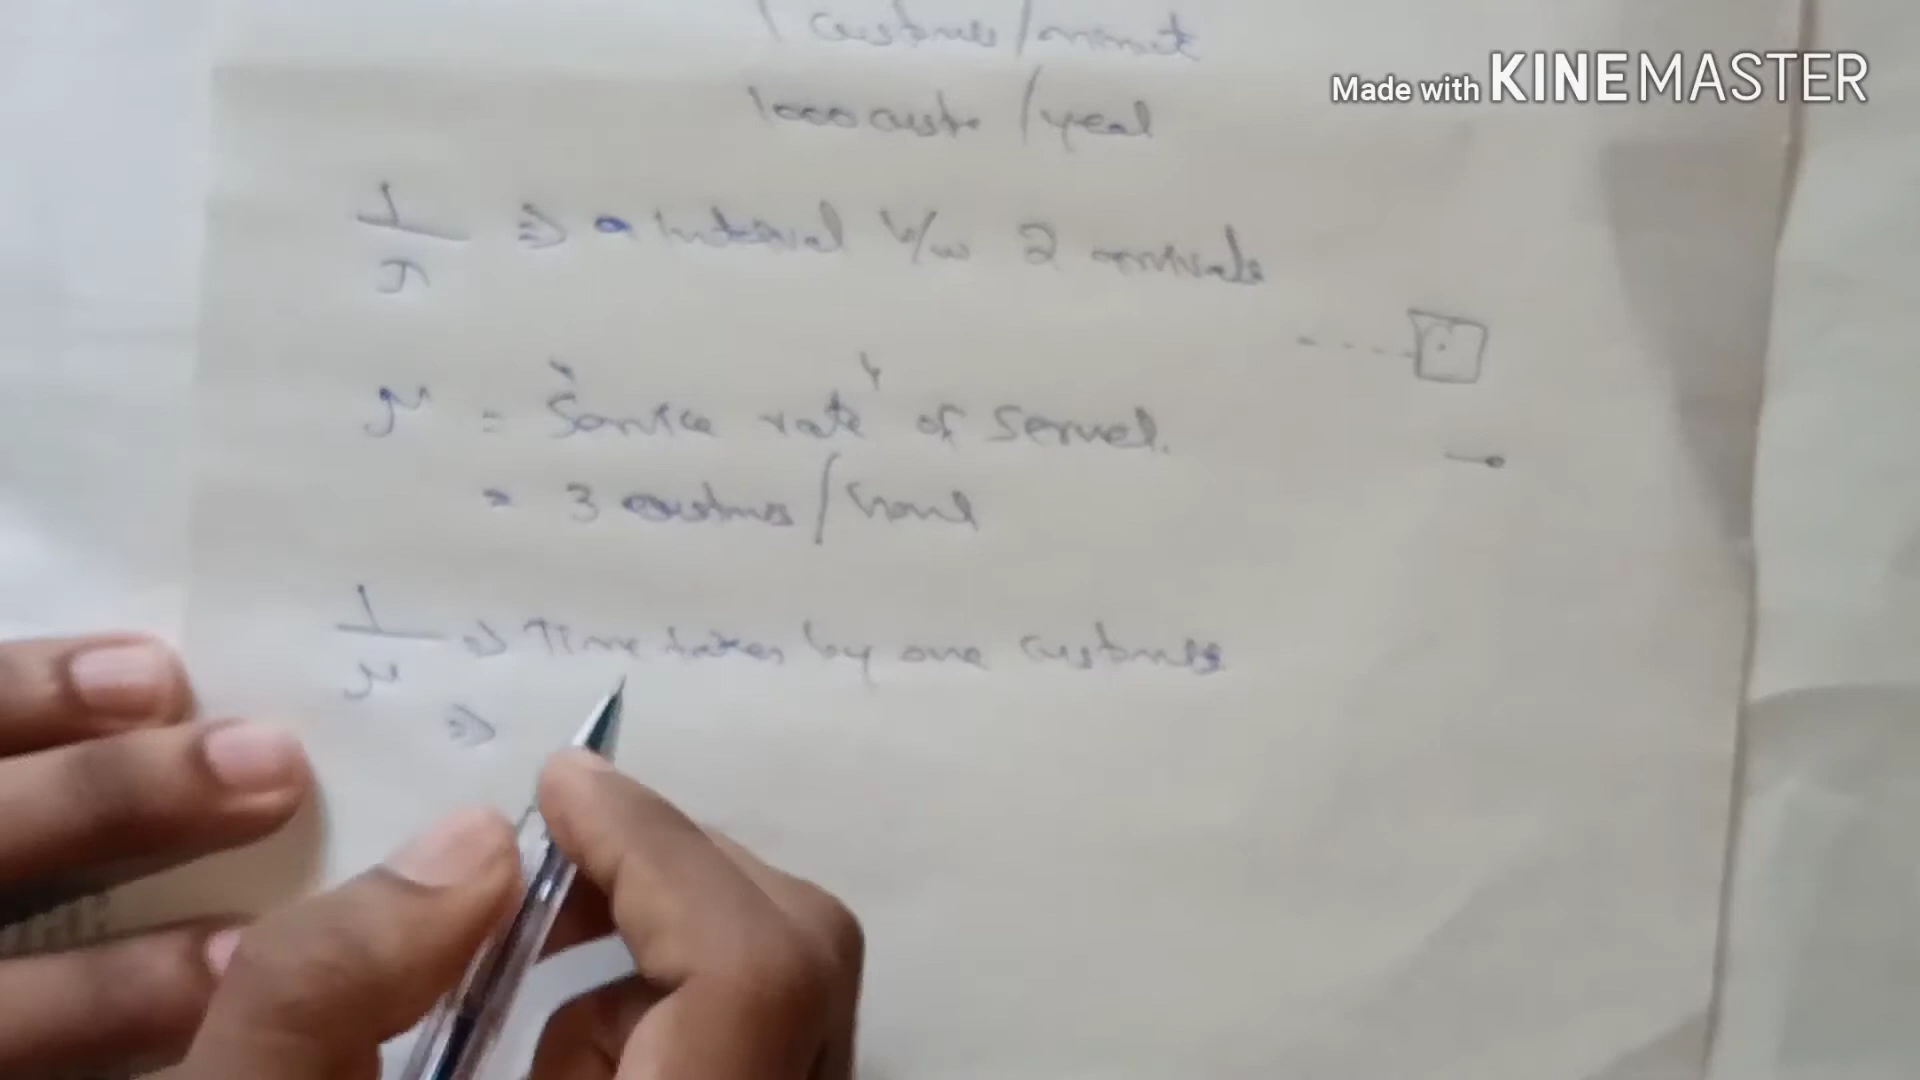 1 customer/minute
Made with KINEMASTER
1000 custo/year
1/λ ⇒ interval b/w 2 arrivals
μ = "Service rate" of server.
= 3 customers/hour
1/μ ⇒ Time taken by one customer
⇒